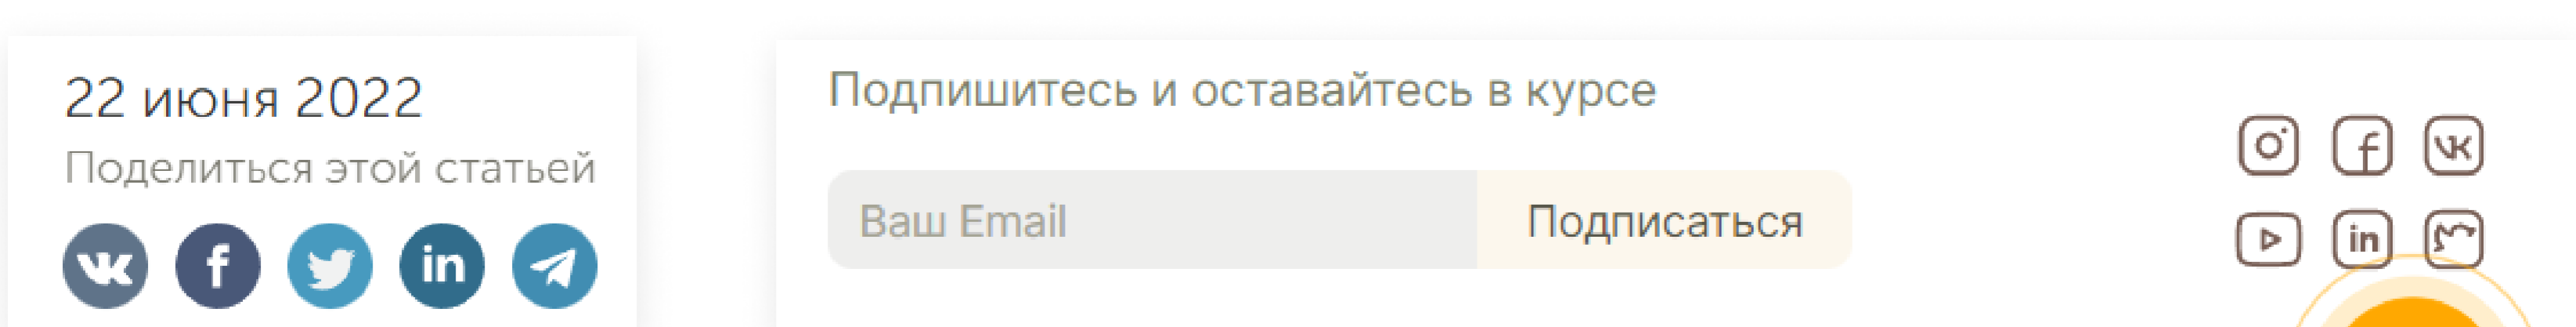 22 июня 2022
Поделиться этой статьей
Подпишитесь и оставайтесь в курсе
Ваш Email
Подписаться